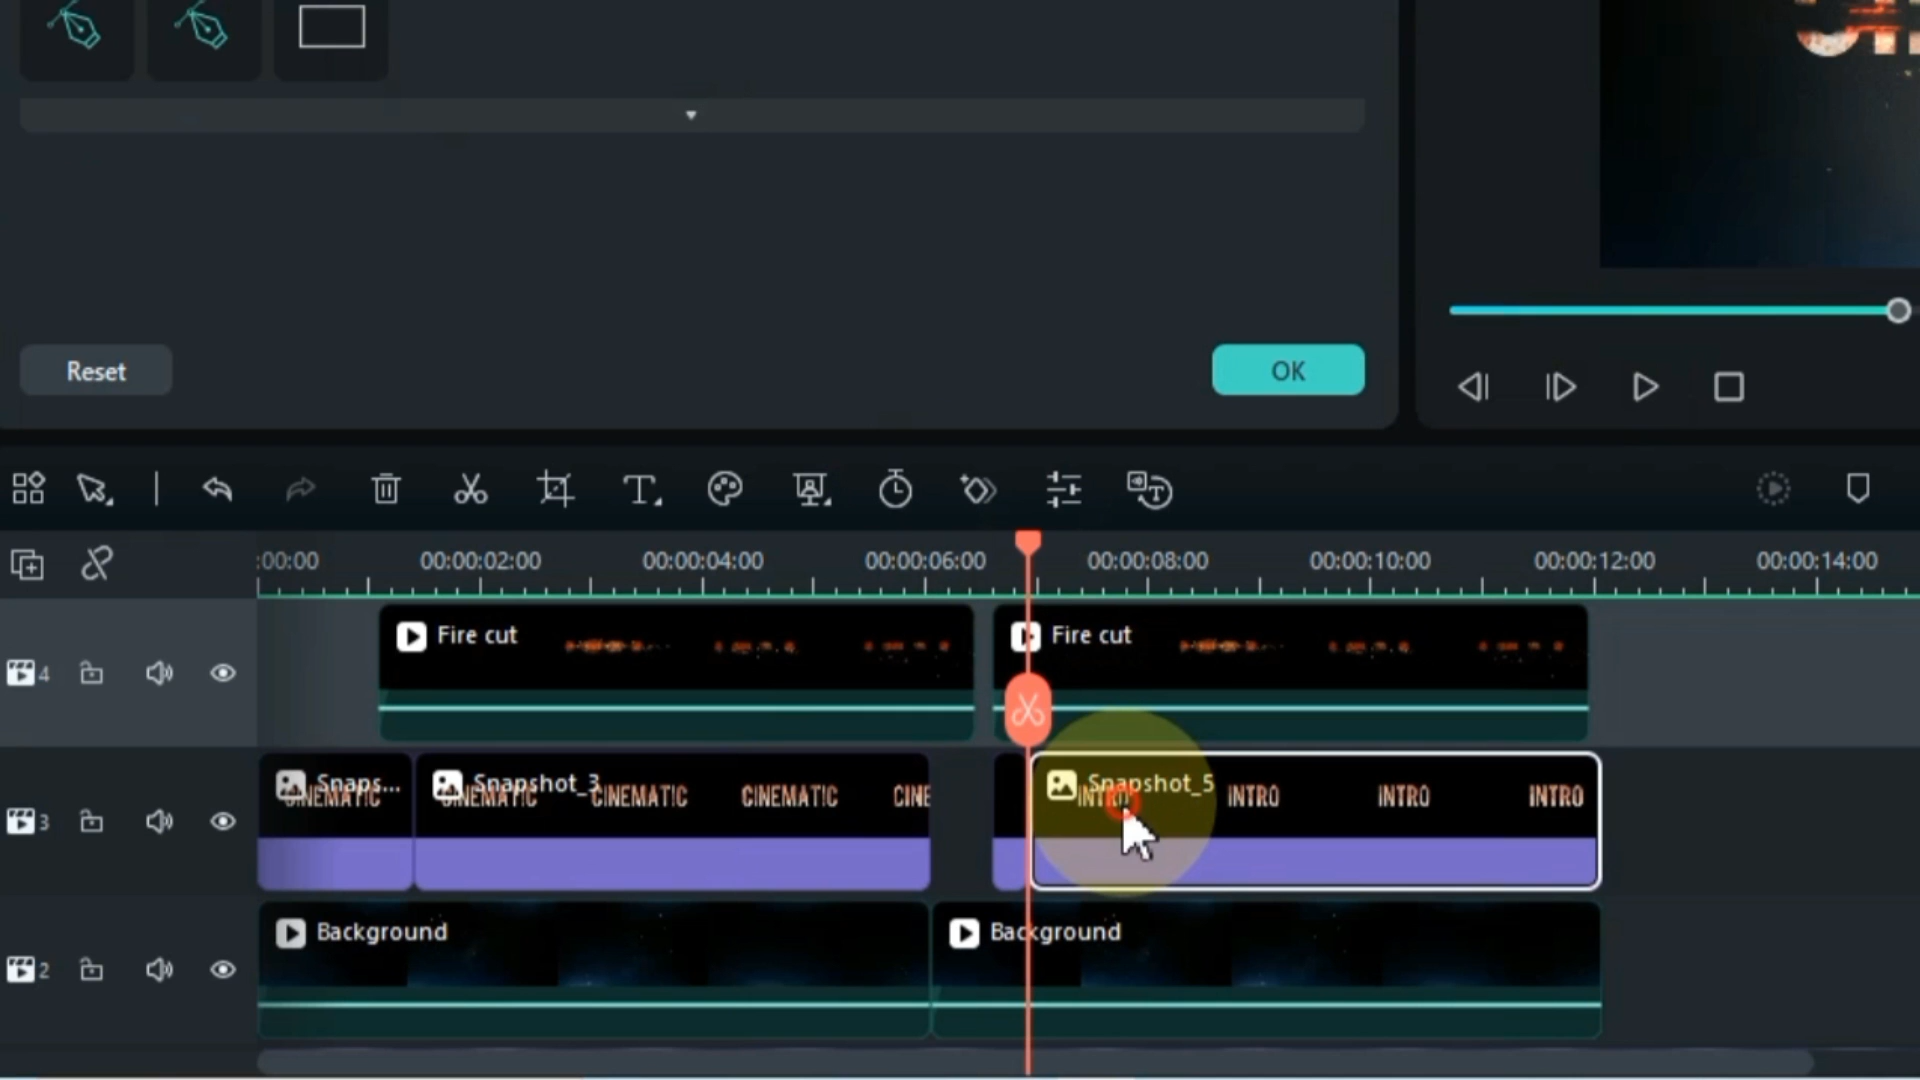 Reset
OK
:00:00 00:00:02:00 00:00:04:00 00:00:06:00 00:00:08:00 00:00:10:00 00:00:12:00 00:00:14:00
4
Fire cut
Fire cut
3
Snaps...
CINEMATIC
Snapshot_3
CINEMATIC CINEMATIC CINEMATIC CINE
Snapshot_5
INTRO INTRO INTRO INTRO
2
Background
Background